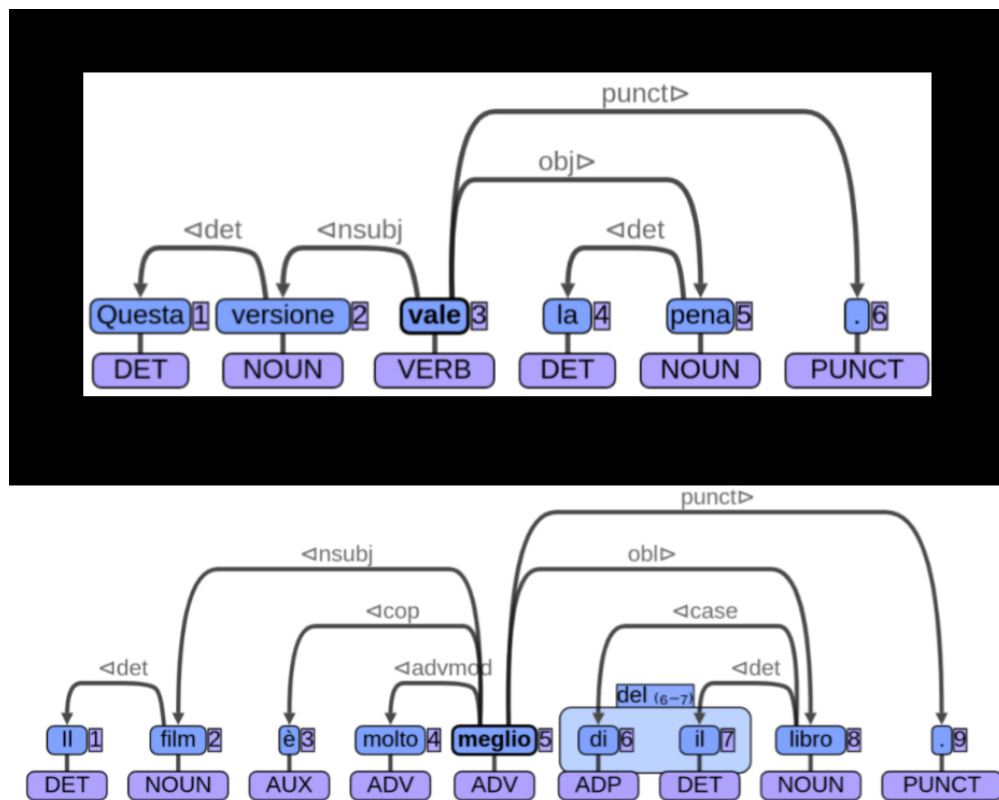 punct⊳
obj⊳
⊲det ⊲nsubj ⊲det
Questa 1 versione 2 vale 3 la 4 pena 5 . 6
DET NOUN VERB DET NOUN PUNCT
punct⊳
⊲nsubj obl⊳
⊲cop ⊲case
⊲det ⊲advmod ⊲det
del (6–7)
Il 1 film 2 è 3 molto 4 meglio 5 di 6 il 7 libro 8 . 9
DET NOUN AUX ADV ADV ADP DET NOUN PUNCT